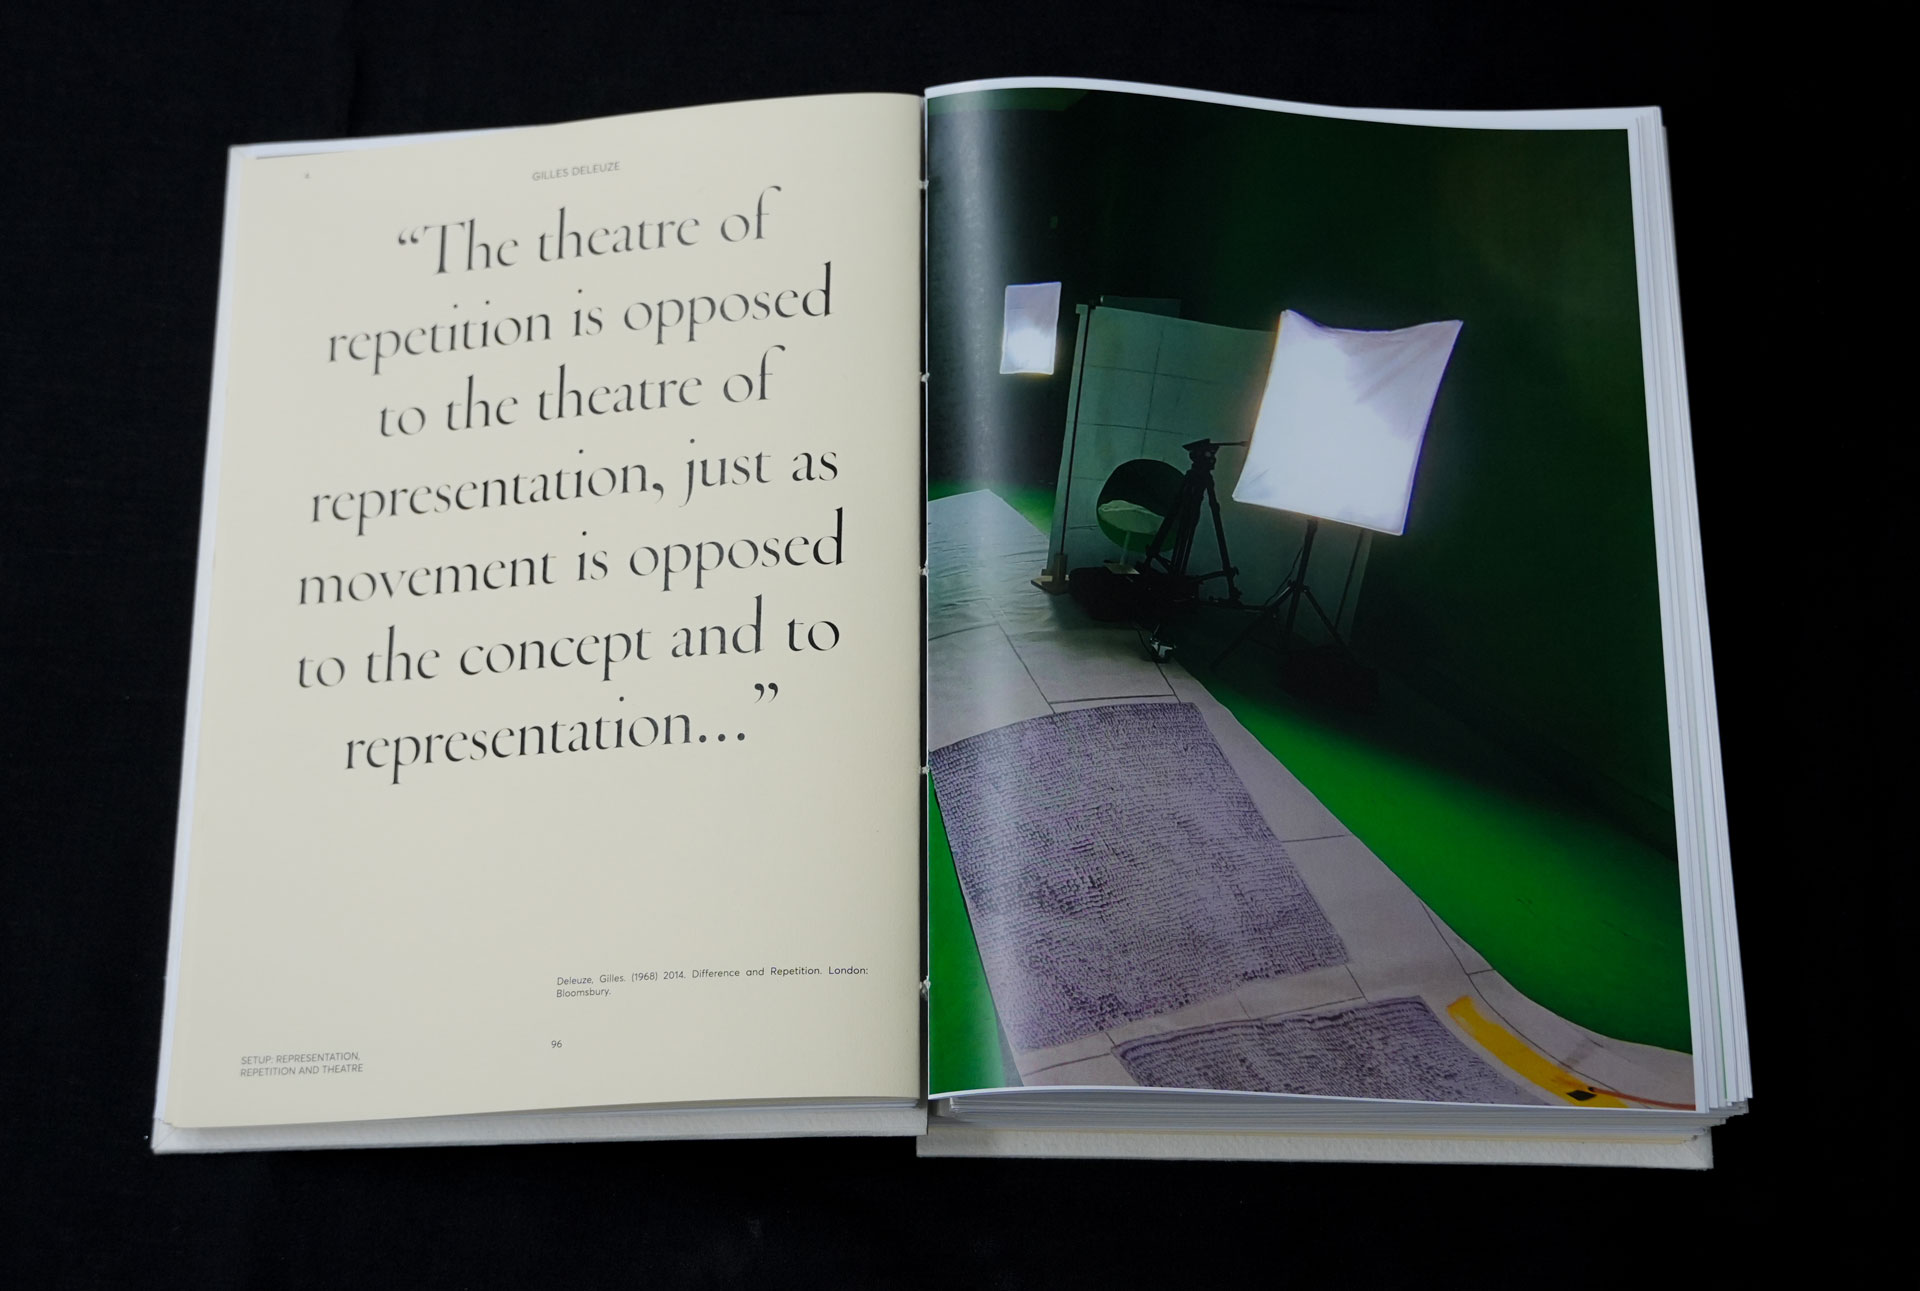 4
GILLES DELEUZE
“The theatre of
repetition is opposed
to the theatre of
representation, just as
movement is opposed
to the concept and to
representation...”
Deleuze, Gilles. (1968) 2014. Difference and Repetition. London:
Bloomsbury.
96
SETUP: REPRESENTATION,
REPETITION AND THEATRE